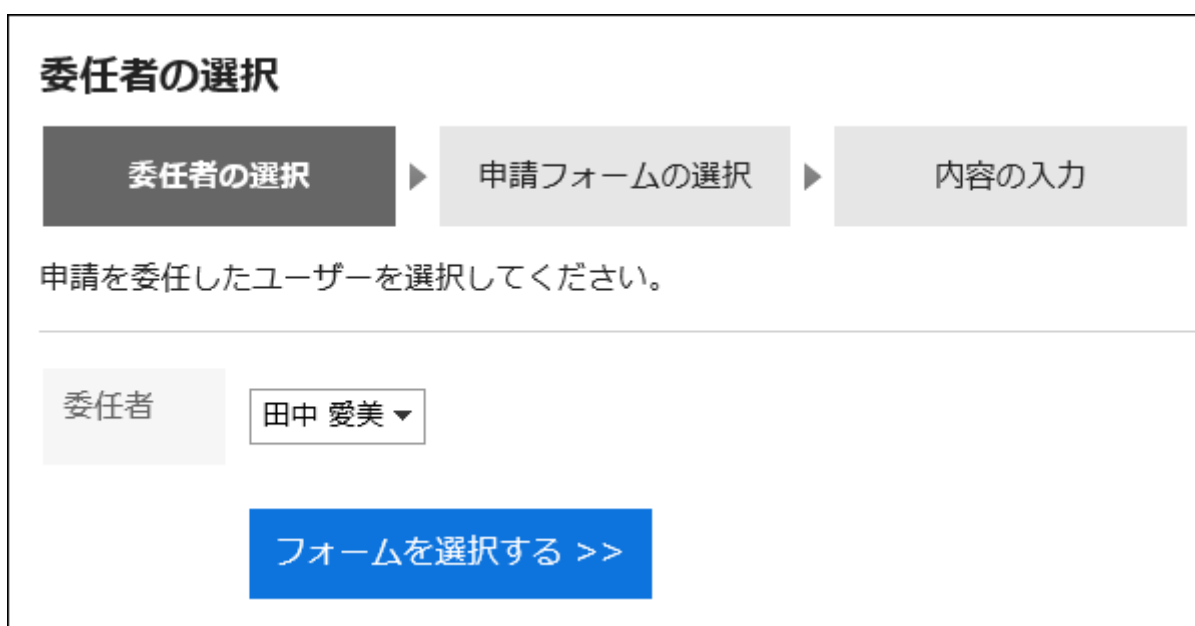 委任者の選択
委任者の選択 ▶ 申請フォームの選択 ▶ 内容の入力
申請を委任したユーザーを選択してください。
委任者 田中 愛美
フォームを選択する >>